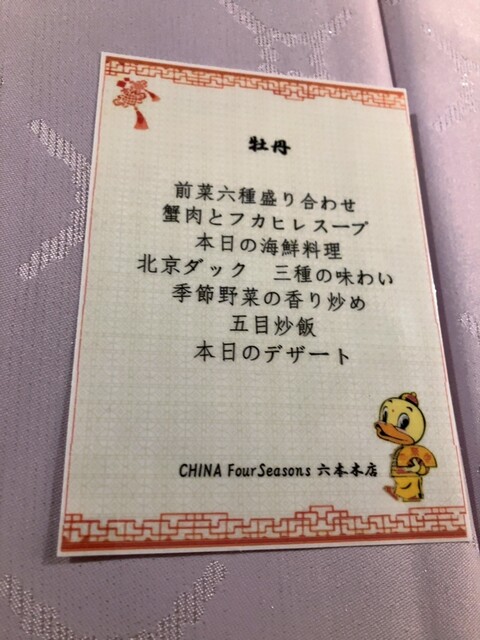 牡丹
前菜六種盛り合わせ
蟹肉とフカヒレスープ
本日の海鮮料理
北京ダック　三種の味わい
季節野菜の香り炒め
五目炒飯
本日のデザート
CHINA FourSeasons 六本木店